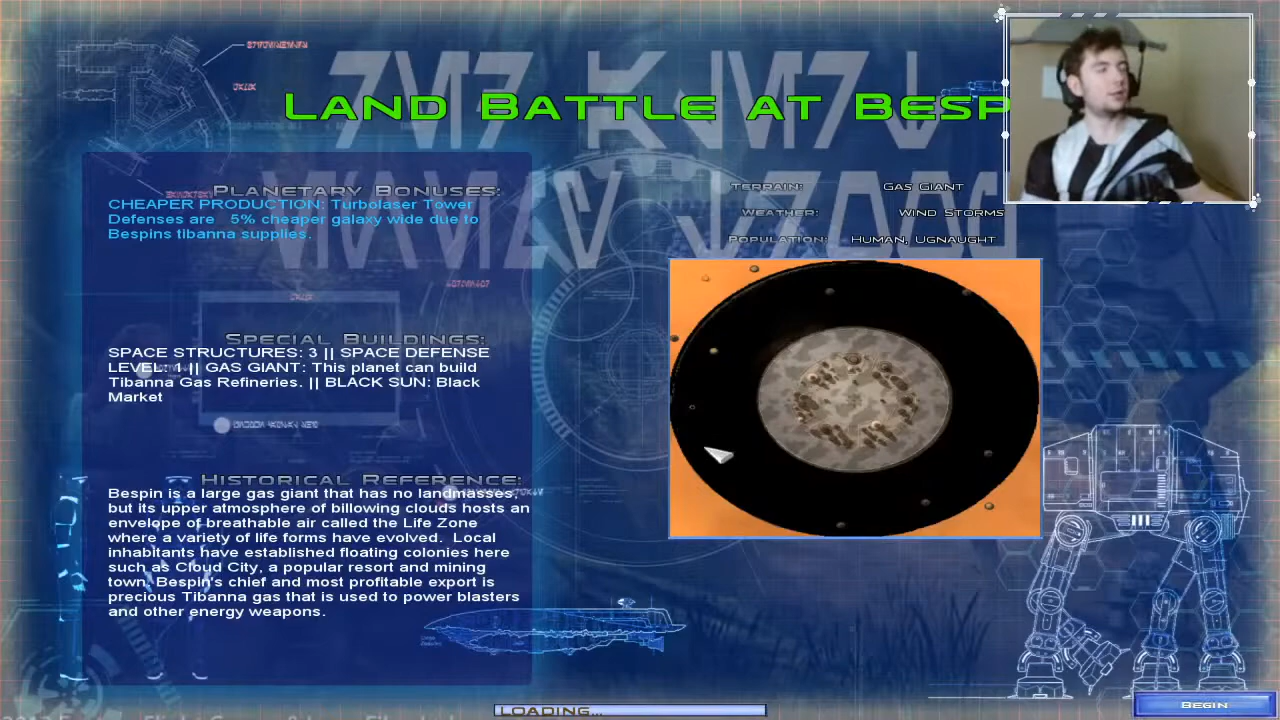 LAND BATTLE AT BESP
PLANETARY BONUSES:
CHEAPER PRODUCTION: Turbolaser Tower
Defenses are 5% cheaper galaxy wide due to
Bespins tibanna supplies.
TERRAIN: GAS GIANT
WEATHER: WIND STORMS
POPULATION: HUMAN, UGNAUGHT
SPECIAL BUILDINGS:
SPACE STRUCTURES: 3 || SPACE DEFENSE
LEVEL: 1 || GAS GIANT: This planet can build
Tibanna Gas Refineries. || BLACK SUN: Black
Market
HISTORICAL REFERENCE:
Bespin is a large gas giant that has no landmasses,
but its upper atmosphere of billowing clouds hosts an
envelope of breathable air called the Life Zone
where a variety of life forms have evolved. Local
inhabitants have established floating colonies here
such as Cloud City, a popular resort and mining
town. Bespin's chief and most profitable export is
precious Tibanna gas that is used to power blasters
and other energy weapons.
LOADING...
BEGIN